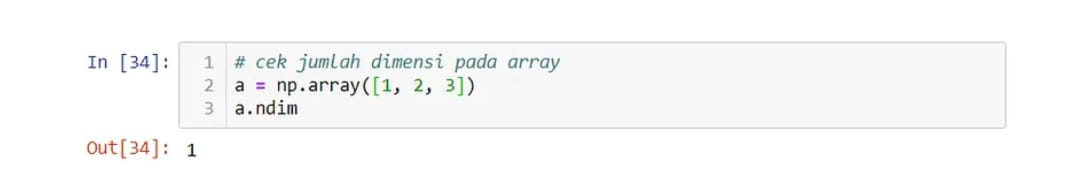 In [34]: 1 # cek jumlah dimensi pada array
2 a = np.array([1, 2, 3])
3 a.ndim
Out[34]: 1